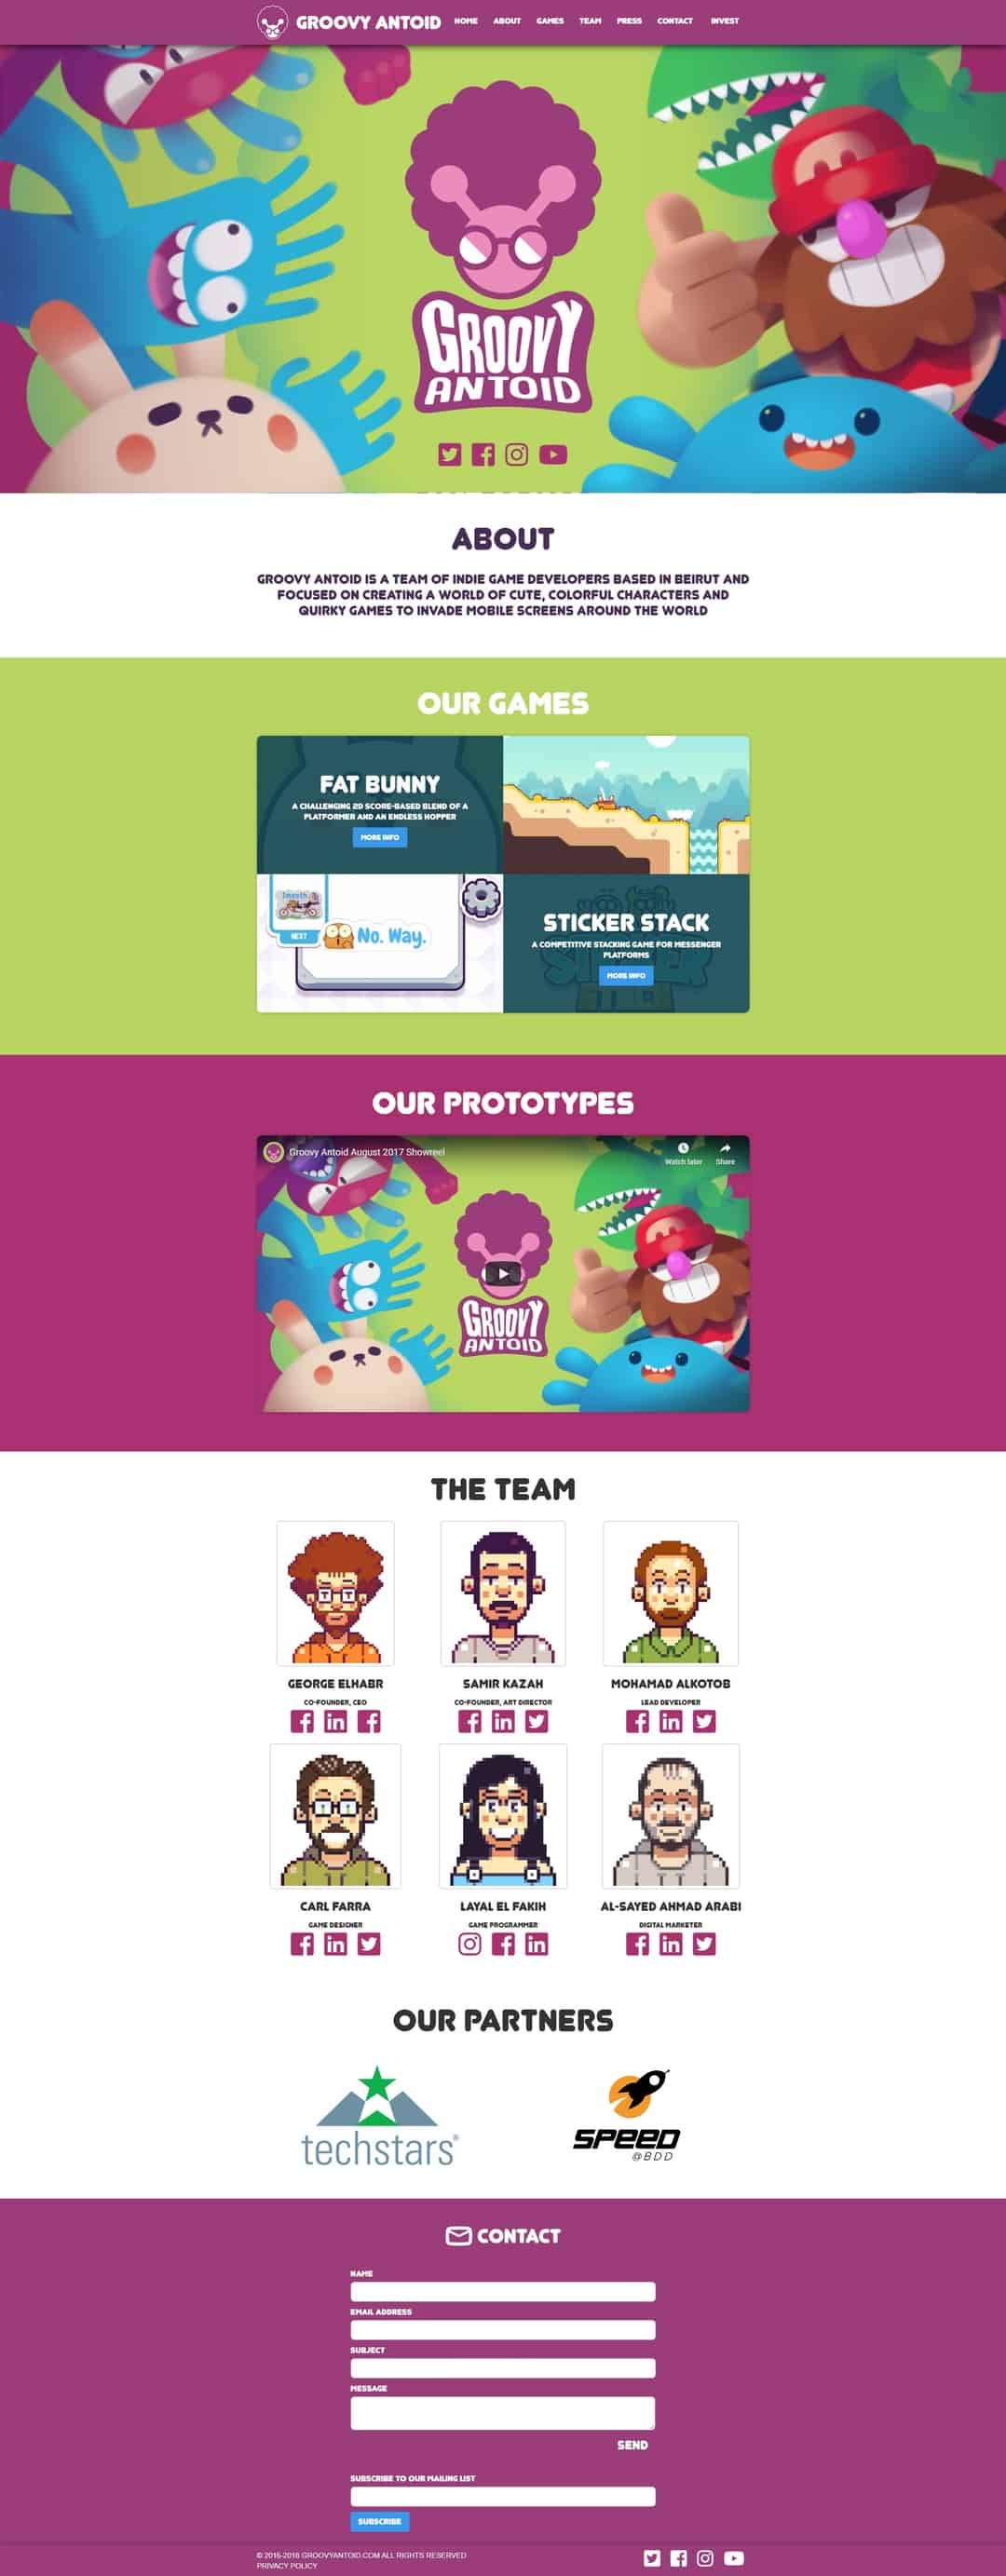 GROOVY ANTOID HOME ABOUT GAMES TEAM PRESS CONTACT INVEST
GROOVY
ANTOID
ABOUT
GROOVY ANTOID IS A TEAM OF INDIE GAME DEVELOPERS BASED IN BEIRUT AND
FOCUSED ON CREATING A WORLD OF CUTE, COLORFUL CHARACTERS AND
QUIRKY GAMES TO INVADE MOBILE SCREENS AROUND THE WORLD
OUR GAMES
FAT BUNNY
A CHALLENGING 2D SCORE-BASED BLEND OF A
PLATFORMER AND AN ENDLESS HOPPER
MORE INFO
NEXT
No. Way.
STICKER STACK
A COMPETITIVE STACKING GAME FOR MESSENGER
PLATFORMS
MORE INFO
OUR PROTOTYPES
Groovy Antoid August 2017 Showreel
Watch later Share
GROOVY
ANTOID
THE TEAM
GEORGE ELHABR
CO-FOUNDER, CEO
SAMIR KAZAH
CO-FOUNDER, ART DIRECTOR
MOHAMAD ALKOTOB
LEAD DEVELOPER
CARL FARRA
GAME DESIGNER
LAYAL EL FAKIH
GAME PROGRAMMER
AL-SAYED AHMAD ARABI
DIGITAL MARKETER
OUR PARTNERS
techstars®
SPEED
@BDD
CONTACT
NAME
EMAIL ADDRESS
SUBJECT
MESSAGE
SEND
SUBSCRIBE TO OUR MAILING LIST
SUBSCRIBE
© 2015-2018 GROOVYANTOID.COM ALL RIGHTS RESERVED
PRIVACY POLICY